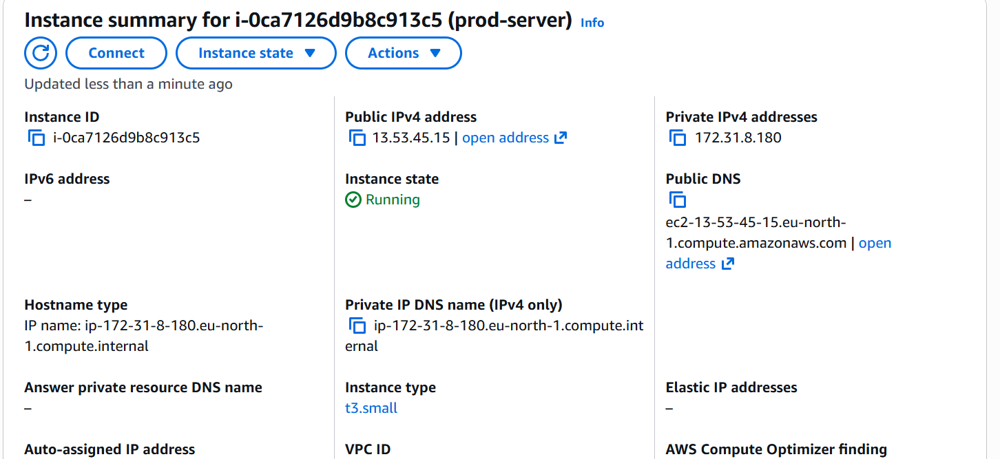 Instance summary for i-0ca7126d9b8c913c5 (prod-server) Info
Connect Instance state Actions
Updated less than a minute ago
Instance ID
i-0ca7126d9b8c913c5
Public IPv4 address
13.53.45.15 | open address
Private IPv4 addresses
172.31.8.180
IPv6 address
–
Instance state
Running
Public DNS
ec2-13-53-45-15.eu-north-
1.compute.amazonaws.com | open
address
Hostname type
IP name: ip-172-31-8-180.eu-north-
1.compute.internal
Private IP DNS name (IPv4 only)
ip-172-31-8-180.eu-north-1.compute.int
ernal
Answer private resource DNS name
–
Instance type
t3.small
Elastic IP addresses
–
Auto-assigned IP address
VPC ID
AWS Compute Optimizer finding